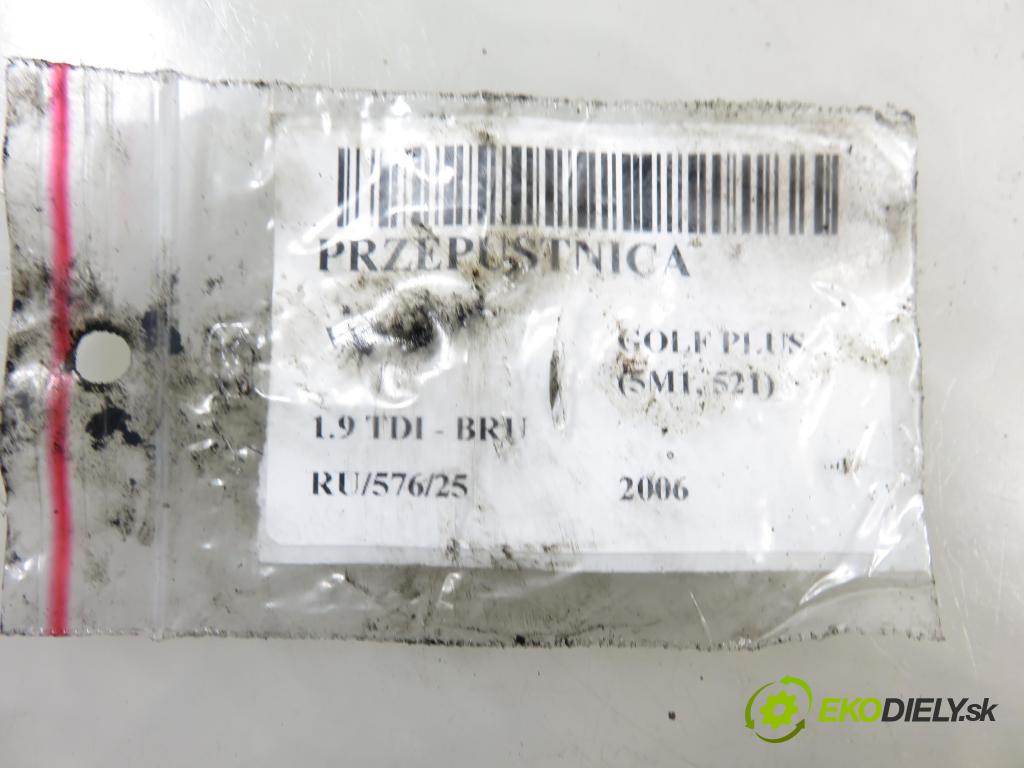 PRZEPUSTNICA
GOLF PLUS
(5M1, 521)
1.9 TDI - BRU
RU/576/25
2006
EKODIELY.sk